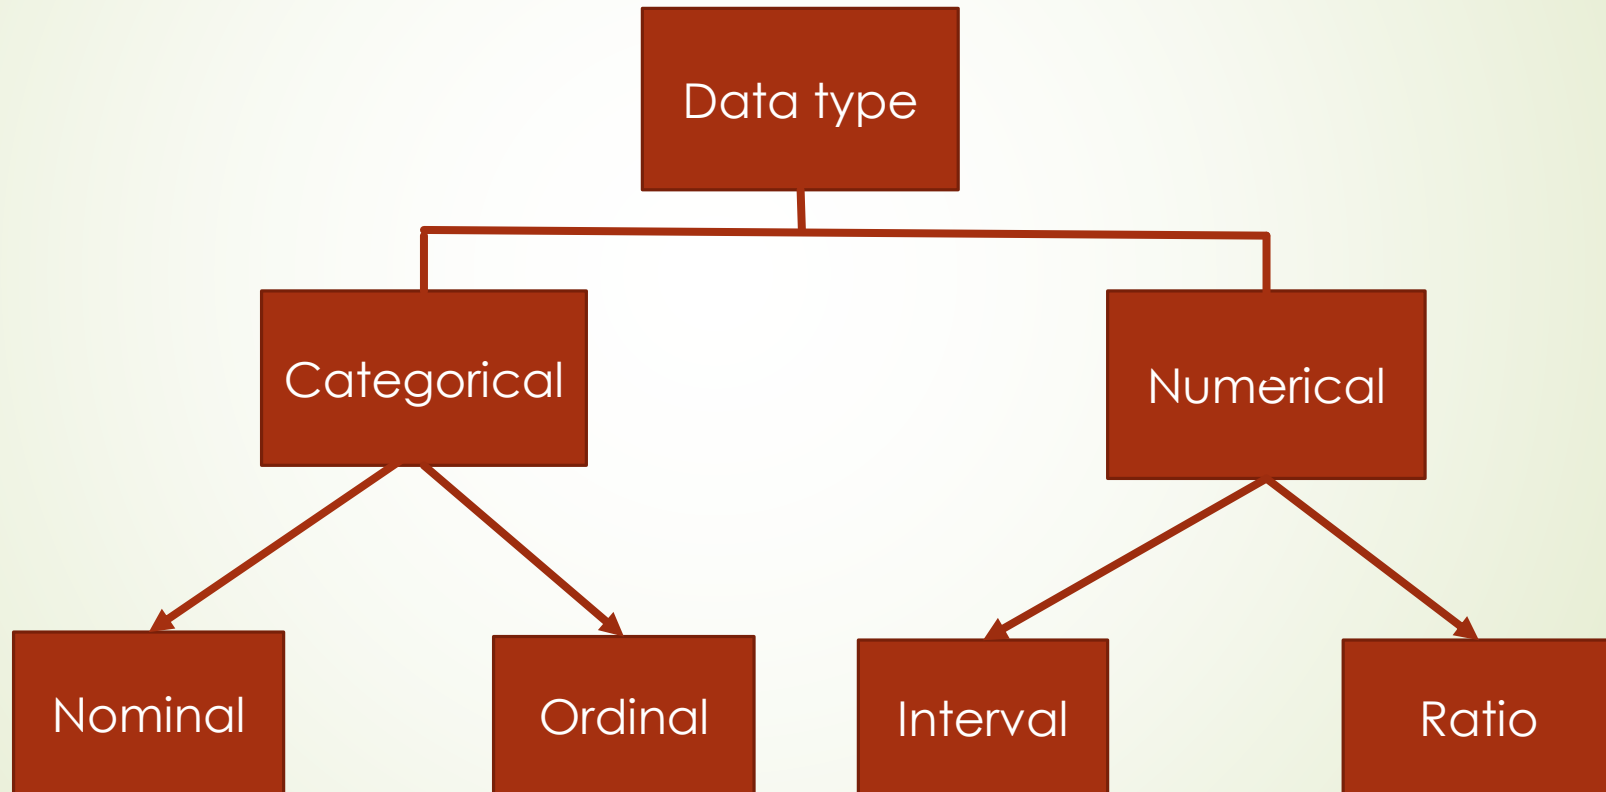 Data type
Categorical
Numerical
Nominal
Ordinal
Interval
Ratio